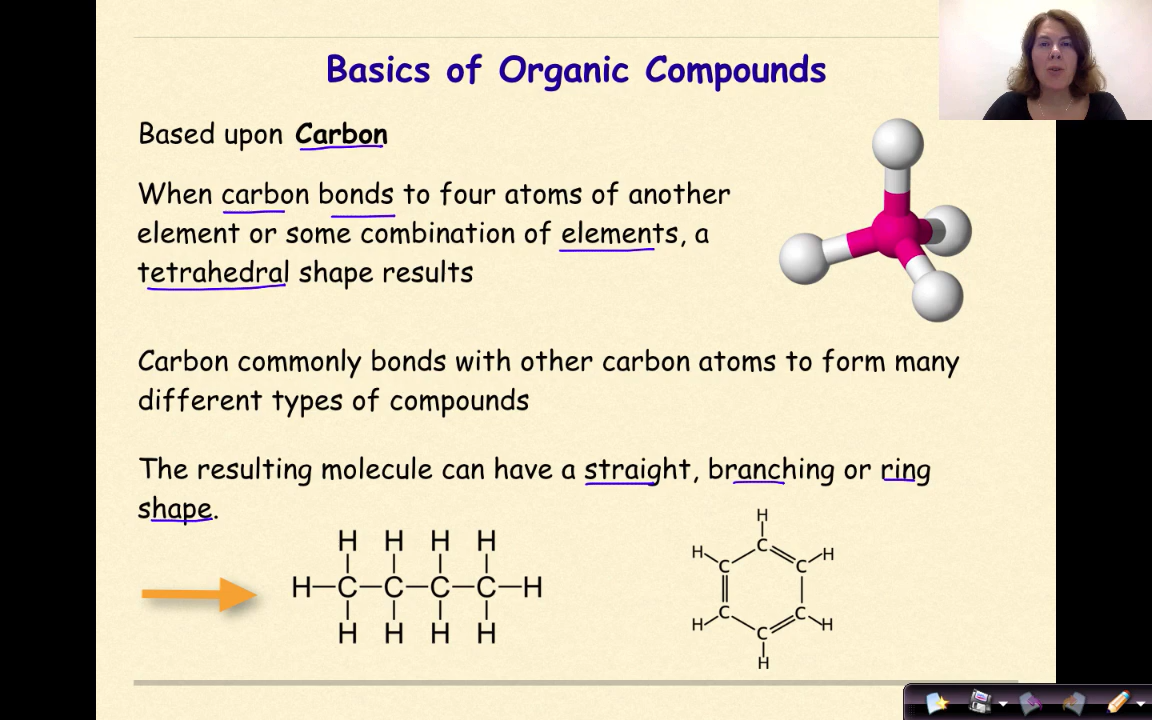 Basics of Organic Compounds
Based upon Carbon
When carbon bonds to four atoms of another
element or some combination of elements, a
tetrahedral shape results
Carbon commonly bonds with other carbon atoms to form many
different types of compounds
The resulting molecule can have a straight, branching or ring
shape.
H H H H
H-C-C-C-C-H
H H H H
H
H C H
C C
C C
H C H
H